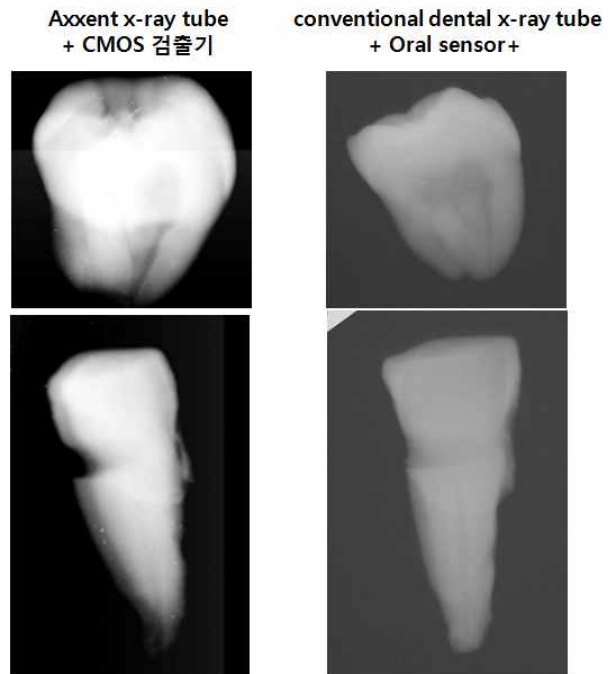 Axxent x-ray tube
+ CMOS 검출기
conventional dental x-ray tube
+ Oral sensor+